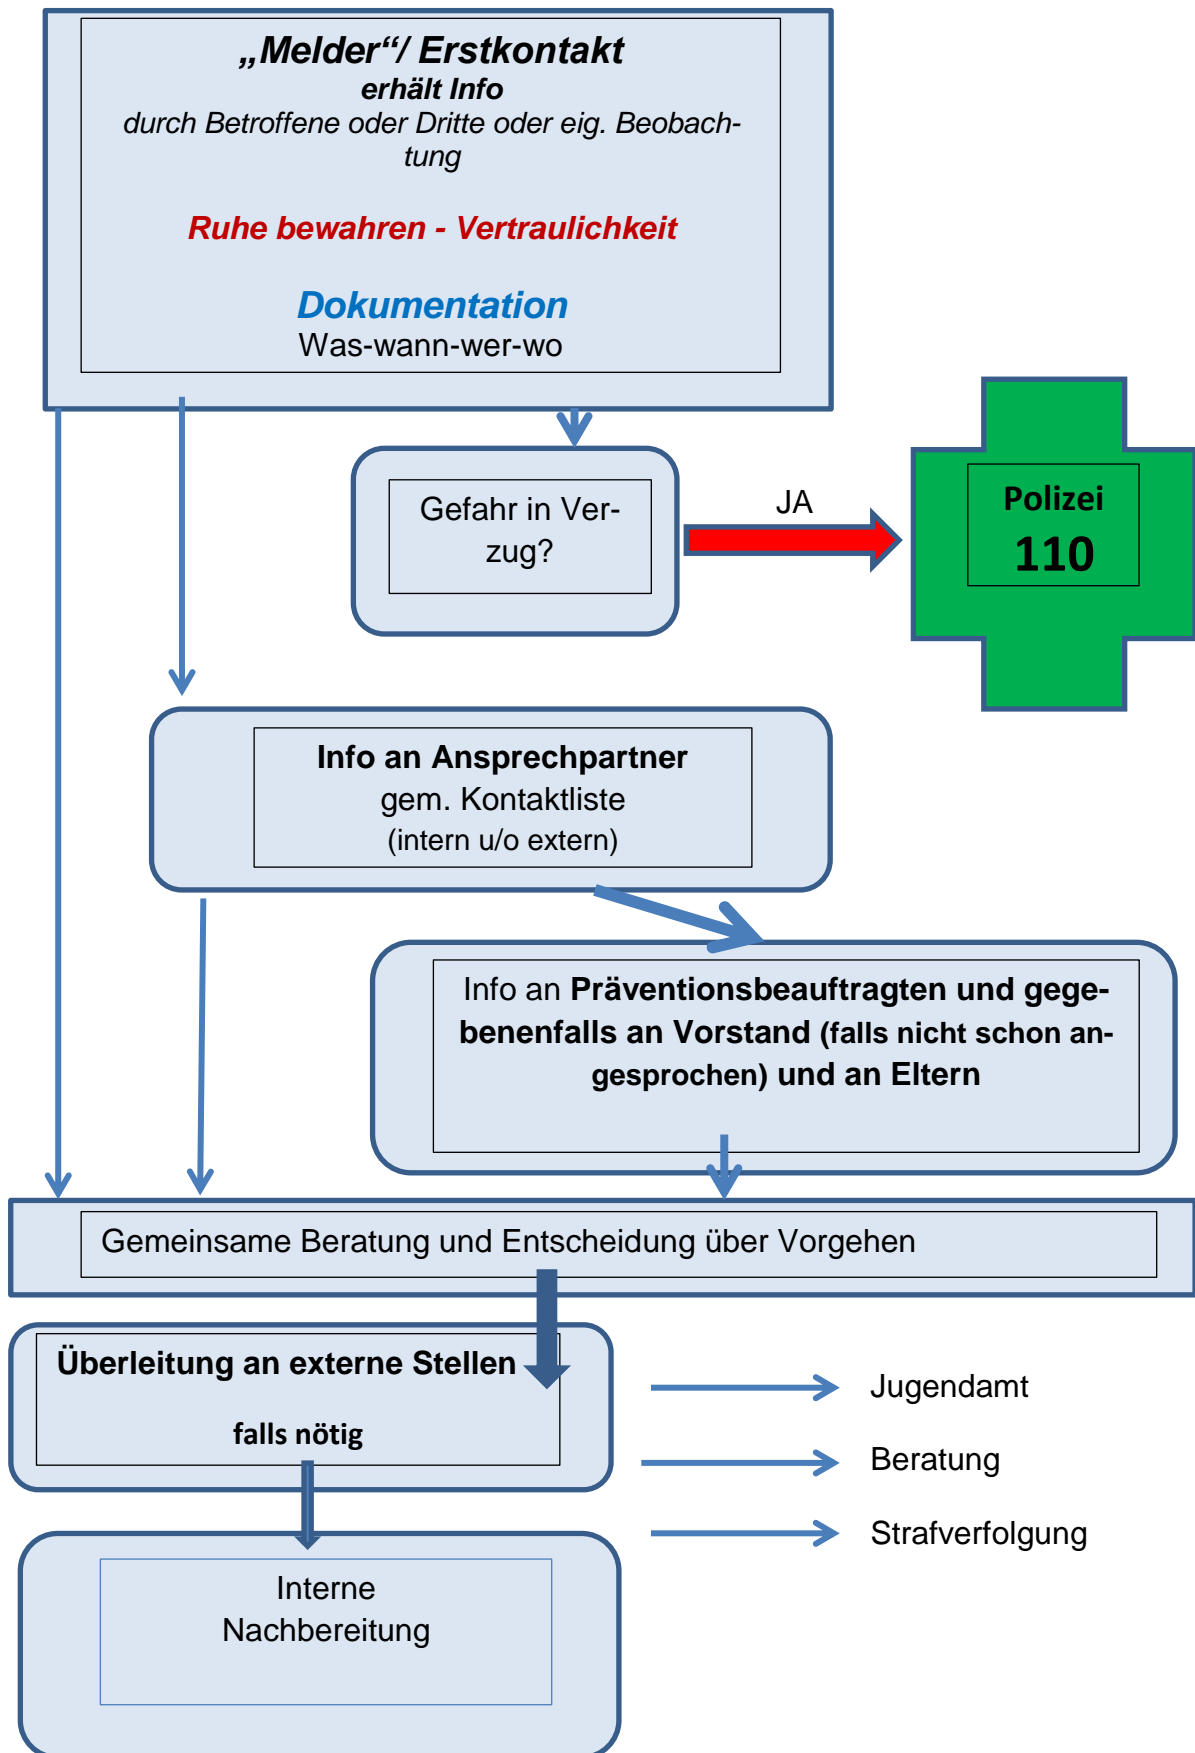 „Melder“/ Erstkontakt
erhält Info
durch Betroffene oder Dritte oder eig. Beobach-
tung
Ruhe bewahren - Vertraulichkeit
Dokumentation
Was-wann-wer-wo
Gefahr in Ver-
zug?
JA
Polizei
110
Info an Ansprechpartner
gem. Kontaktliste
(intern u/o extern)
Info an Präventionsbeauftragten und gege-
benenfalls an Vorstand (falls nicht schon an-
gesprochen) und an Eltern
Gemeinsame Beratung und Entscheidung über Vorgehen
Überleitung an externe Stellen
falls nötig
Jugendamt
Beratung
Strafverfolgung
Interne
Nachbereitung